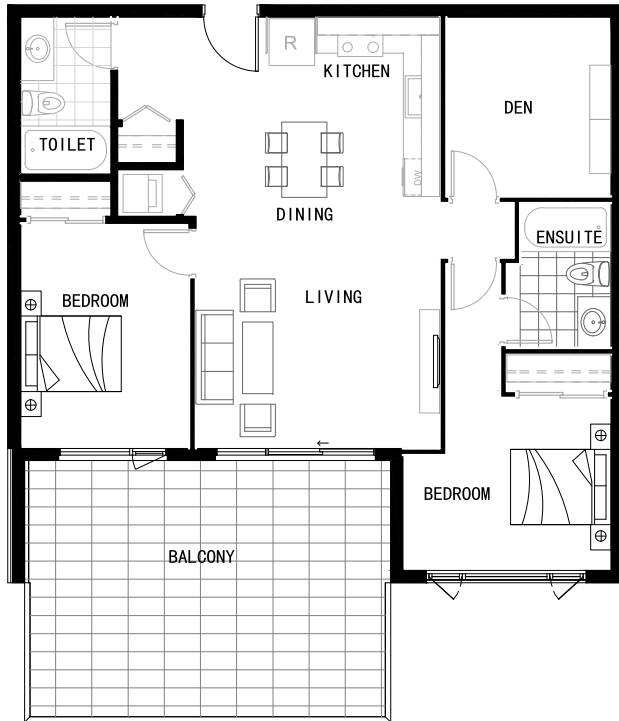 R
KITCHEN
DEN
TOILET
DW
DINING
ENSUITE
BEDROOM
LIVING
BEDROOM
BALCONY